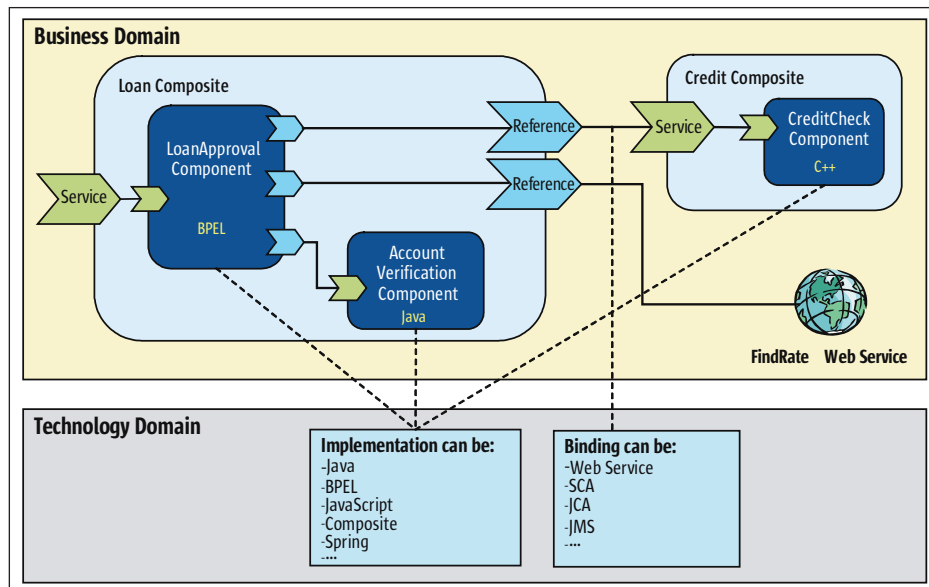 Business Domain
Loan Composite
Credit Composite
LoanApproval
Component
BPEL
Service
Reference
Reference
Service
CreditCheck
Component
C++
Account
Verification
Component
Java
FindRate Web Service
Technology Domain
Implementation can be:
-Java
-BPEL
-JavaScript
-Composite
-Spring
-...
Binding can be:
-Web Service
-SCA
-JCA
-JMS
-...